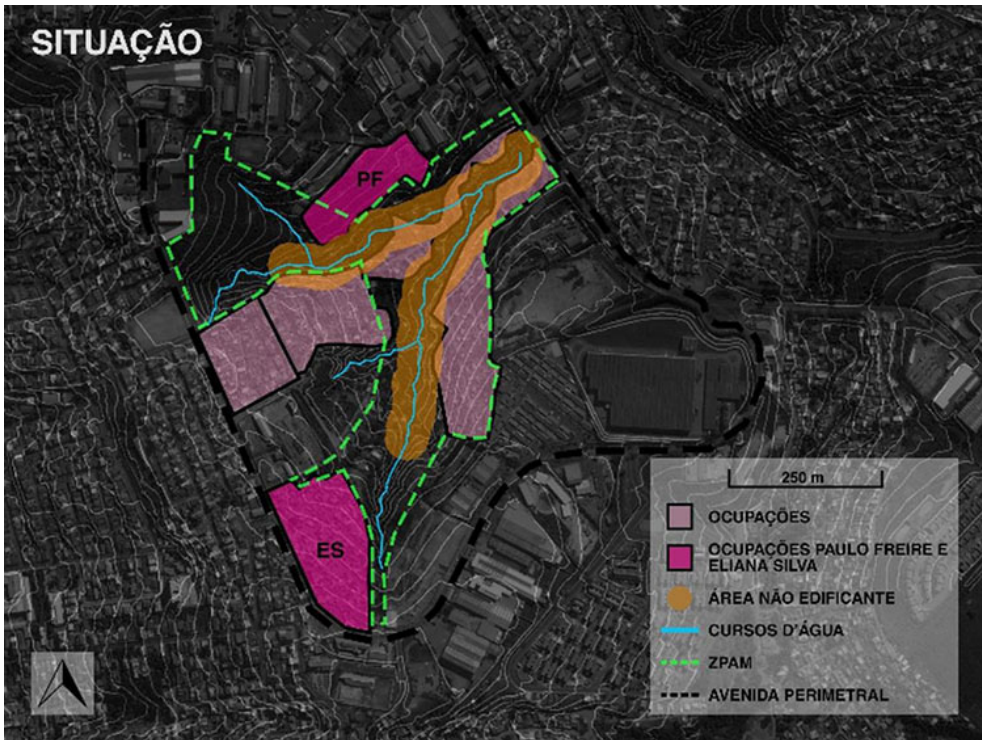 SITUAÇÃO
PF
ES
250 m
OCUPAÇÕES
OCUPAÇÕES PAULO FREIRE E
ELIANA SILVA
ÁREA NÃO EDIFICANTE
CURSOS D'ÁGUA
ZPAM
AVENIDA PERIMETRAL